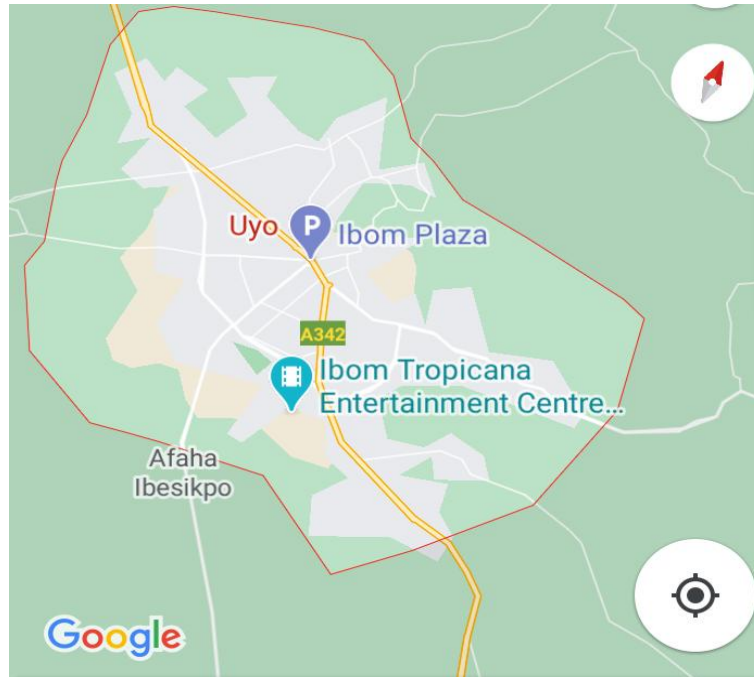 Uyo
P
Ibom Plaza
A342
Ibom Tropicana
Entertainment Centre...
Afaha
Ibesikpo
Google